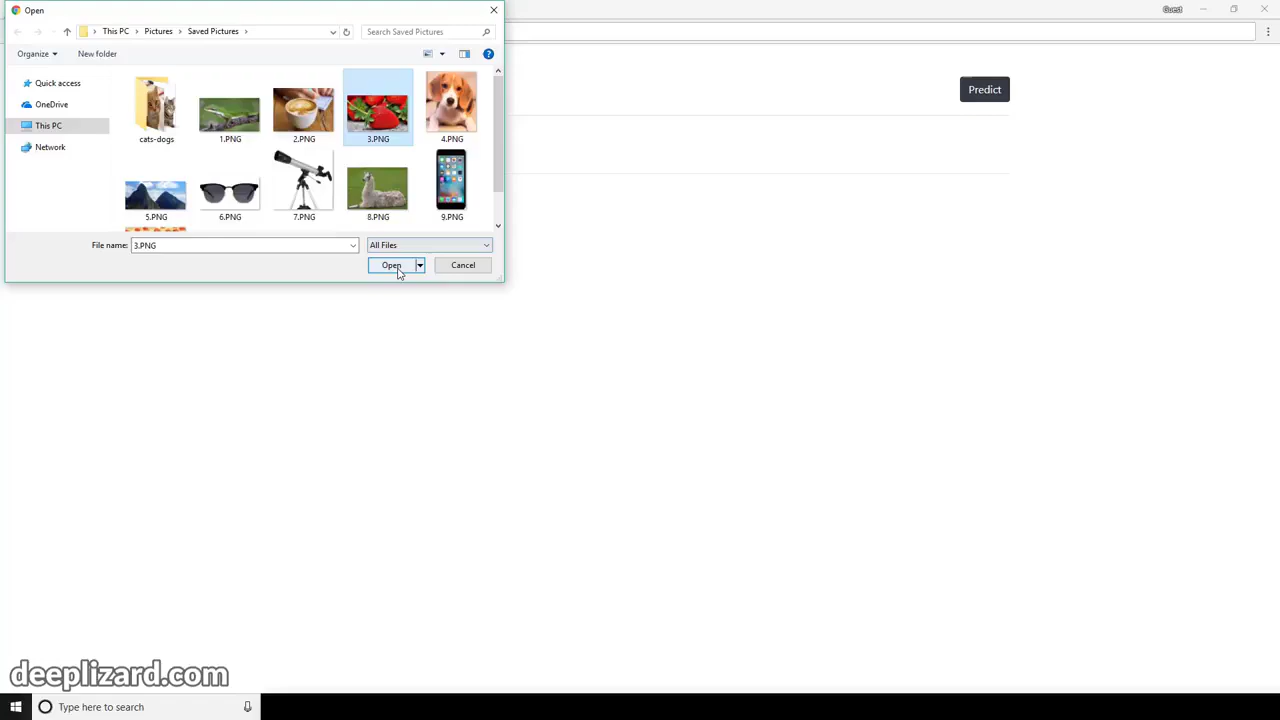 Open
Guest
This PC
Pictures
Saved Pictures
Search Saved Pictures
Organize
New folder
Predict
Quick access
OneDrive
This PC
Network
cats-dogs
1.PNG
2.PNG
3.PNG
4.PNG
5.PNG
6.PNG
7.PNG
8.PNG
9.PNG
File name:
3.PNG
All Files
Open
Cancel
deeplizard.com
Type here to search